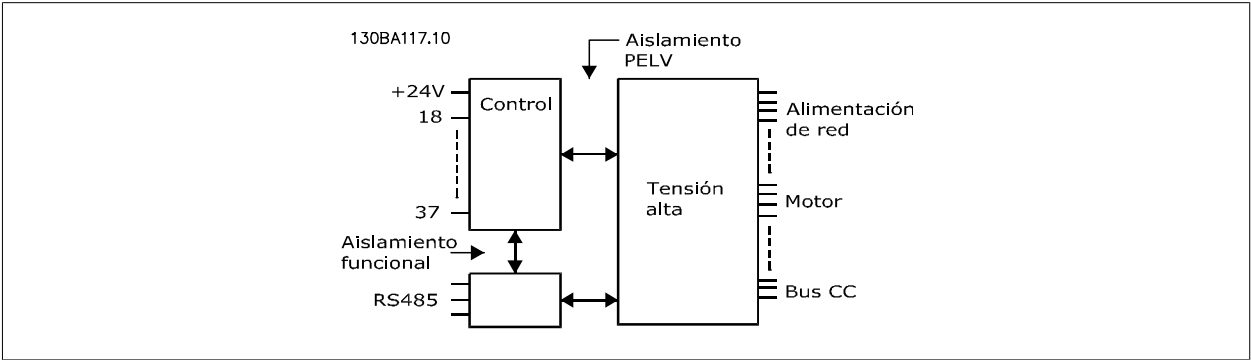 130BA117.10
Aislamiento
PELV
+24V
Control
18
Alimentación
de red
Tensión
alta
Motor
37
Aislamiento
funcional
RS485
Bus CC